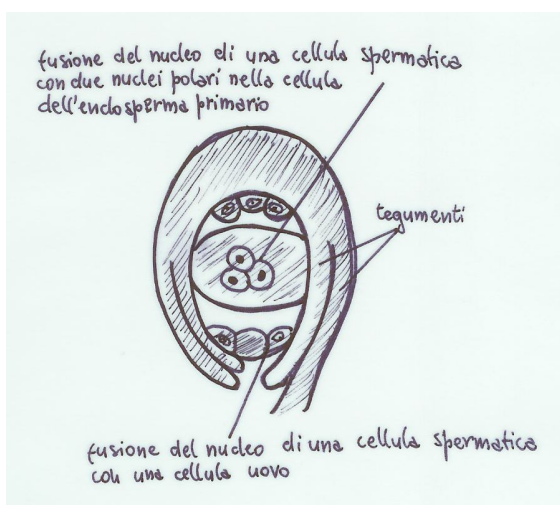 fusione del nucleo di una cellula spermatica
con due nuclei polari nella cellula
dell'endosperma primario
tegumenti
fusione del nucleo di una cellula spermatica
con una cellula uovo